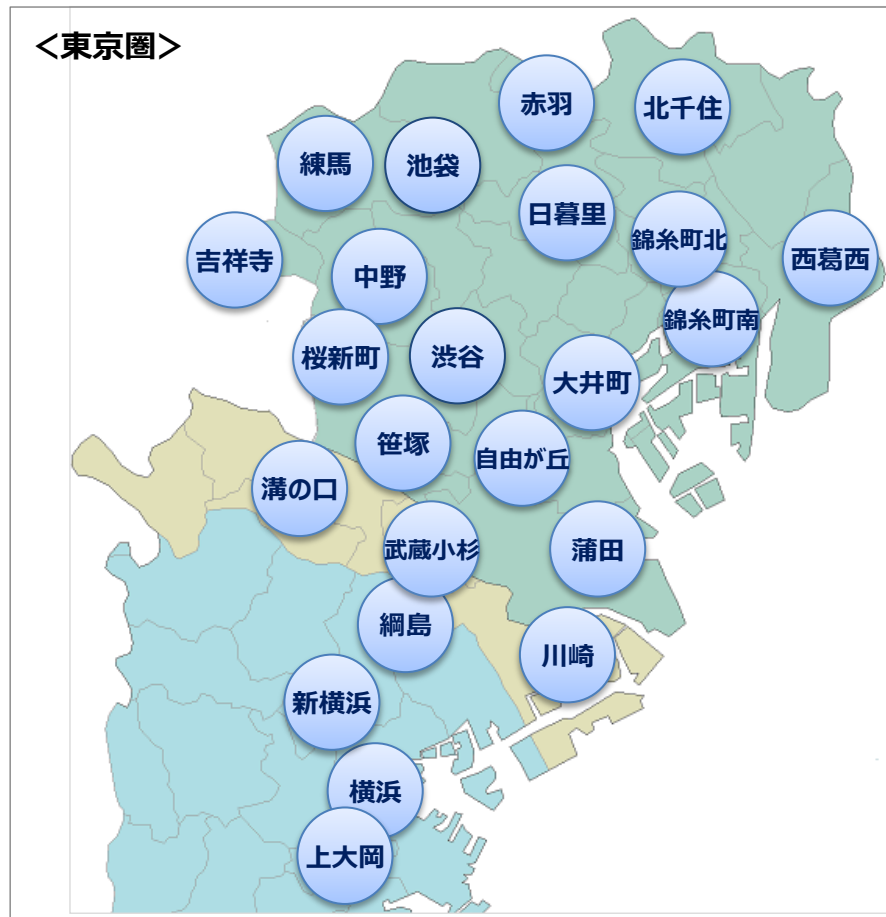 ＜東京圏＞
赤羽
北千住
練馬
池袋
日暮里
錦糸町北
吉祥寺
中野
西葛西
錦糸町南
桜新町
渋谷
大井町
笹塚
自由が丘
溝の口
武蔵小杉
蒲田
綱島
川崎
新横浜
横浜
上大岡